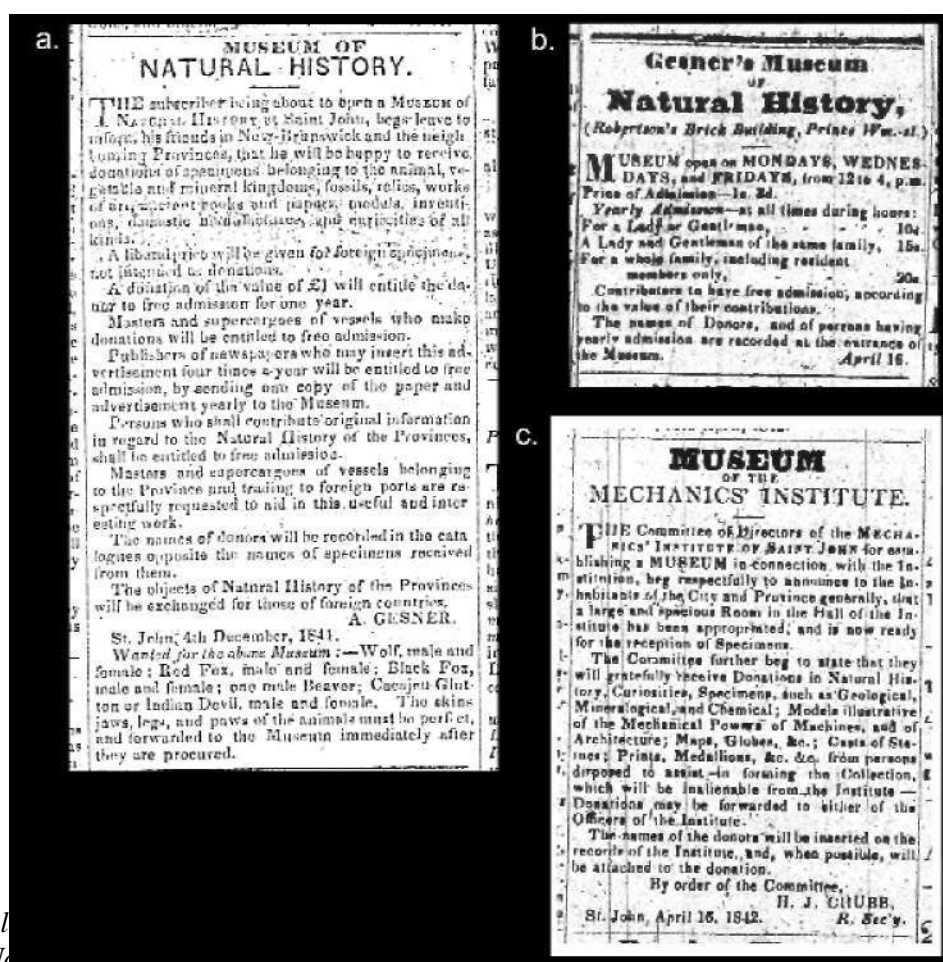 a.
MUSEUM OF
NATURAL HISTORY.
THE subscriber being about to open a MUSEUM of
NATURAL HISTORY at Saint John, begs leave to
inform his friends in New-Brunswick and the neigh
bouring Provinces, that he will be happy to receive
donations of specimens belonging to the animal, ve-
getable and mineral kingdoms, fossils, relics, works
of art, ancient books and papers, models, inventi-
ons, domestic manufactures, and curiosities of all
kinds.
A liberal price will be given for foreign specimens,
not intended as donations.
A donation of the value of £1 will entitle the do-
nor to free admission for one year.
Masters and supercargoes of vessels who make
donations will be entitled to free admission.
Publishers of newspapers who may insert this ad-
vertisement four times a-year will be entitled to free
admission, by sending one copy of the paper and
advertisement yearly to the Museum.
Persons who shall contribute original information
in regard to the Natural History of the Provinces,
shall be entitled to free admission.
Masters and supercargoes of vessels belonging
to the Province and trading to foreign ports are re-
spectfully requested to aid in this useful and inter
esting work.
The names of donors will be recorded in the cata
logues opposite the names of specimens received
from them.
The objects of Natural History of the Provinces
will be exchanged for those of foreign countries.
A. GESNER.
St. John, 4th December, 1841.
Wanted for the above Museum :—Wolf, male and
female ; Red Fox, male and female ; Black Fox,
male and female ; one male Beaver ; Glut-
ton or Indian Devil, male and female. The skins
jaws, legs, and paws of the animals must be perfect,
and forwarded to the Museum immediately after
they are procured.
b.
Gesner's Museum
OF
Natural History,
(Robertson's Brick Building, Prince Wm.-st.)
MUSEUM open on MONDAYS, WEDNES-
DAYS, and FRIDAYS, from 12 to 4, p.m.
Price of Admission—1s. 3d.
Yearly Admission—at all times during hours:
For a Lady or Gentleman, 10s.
A Lady and Gentleman of the same family, 15s.
For a whole family, including resident
members only, 20s.
Contributors to have free admission, according
to the value of their contributions.
The names of Donors, and of persons having
yearly admission are recorded at the entrance of
the Museum. April 16.
c.
MUSEUM
OF THE
MECHANICS' INSTITUTE.
THE Committee of Directors of the MECHA-
NICS' INSTITUTE OF SAINT JOHN for esta-
blishing a MUSEUM in connection with the In-
stitution, beg respectfully to announce to the In-
habitants of the City and Province generally, that
a large and spacious Room in the Hall of the In-
stitute has been appropriated, and is now ready
for the reception of Specimens.
The Committee further beg to state that they
will gratefully receive Donations in Natural His-
tory, Curiosities, Specimens, such as Geological,
Mineralogical, and Chemical ; Models illustrative
of the Mechanical Powers of Machines, and of
Architecture ; Maps, Globes, &c. ; Casts of Sta-
tues ; Prints, Medallions, &c. &c. from persons
disposed to assist in forming the Collection,
which will be inalienable from the Institute —
Donations may be forwarded to either of the
Officers of the Institute.
The names of the donors will be inserted on the
records of the Institute, and, when possible, will
be attached to the donation.
By order of the Committee,
H. J. CHUBB,
St. John, April 15, 1842. R. Sec'y.